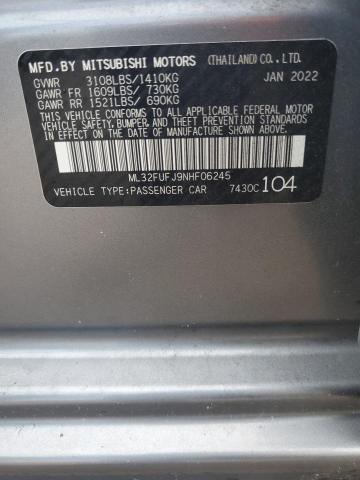 MFD.BY MITSUBISHI MOTORS (THAILAND) CO., LTD.
GVWR 3108LBS/1410KG JAN 2022
GAWR FR 1609LBS/ 730KG
GAWR RR 1521LBS/ 690KG
THIS VEHICLE CONFORMS TO ALL APPLICABLE FEDERAL MOTOR
VEHICLE SAFETY, BUMPER, AND THEFT PREVENTION STANDARDS
IN EFFECT ON THE DATE OF MANUFACTURE SHOWN ABOVE.
ML32FUFJ9NHF06245
VEHICLE TYPE:PASSENGER CAR 7430C 104